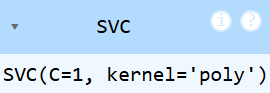 SVC
i ?
SVC(C=1, kernel='poly')